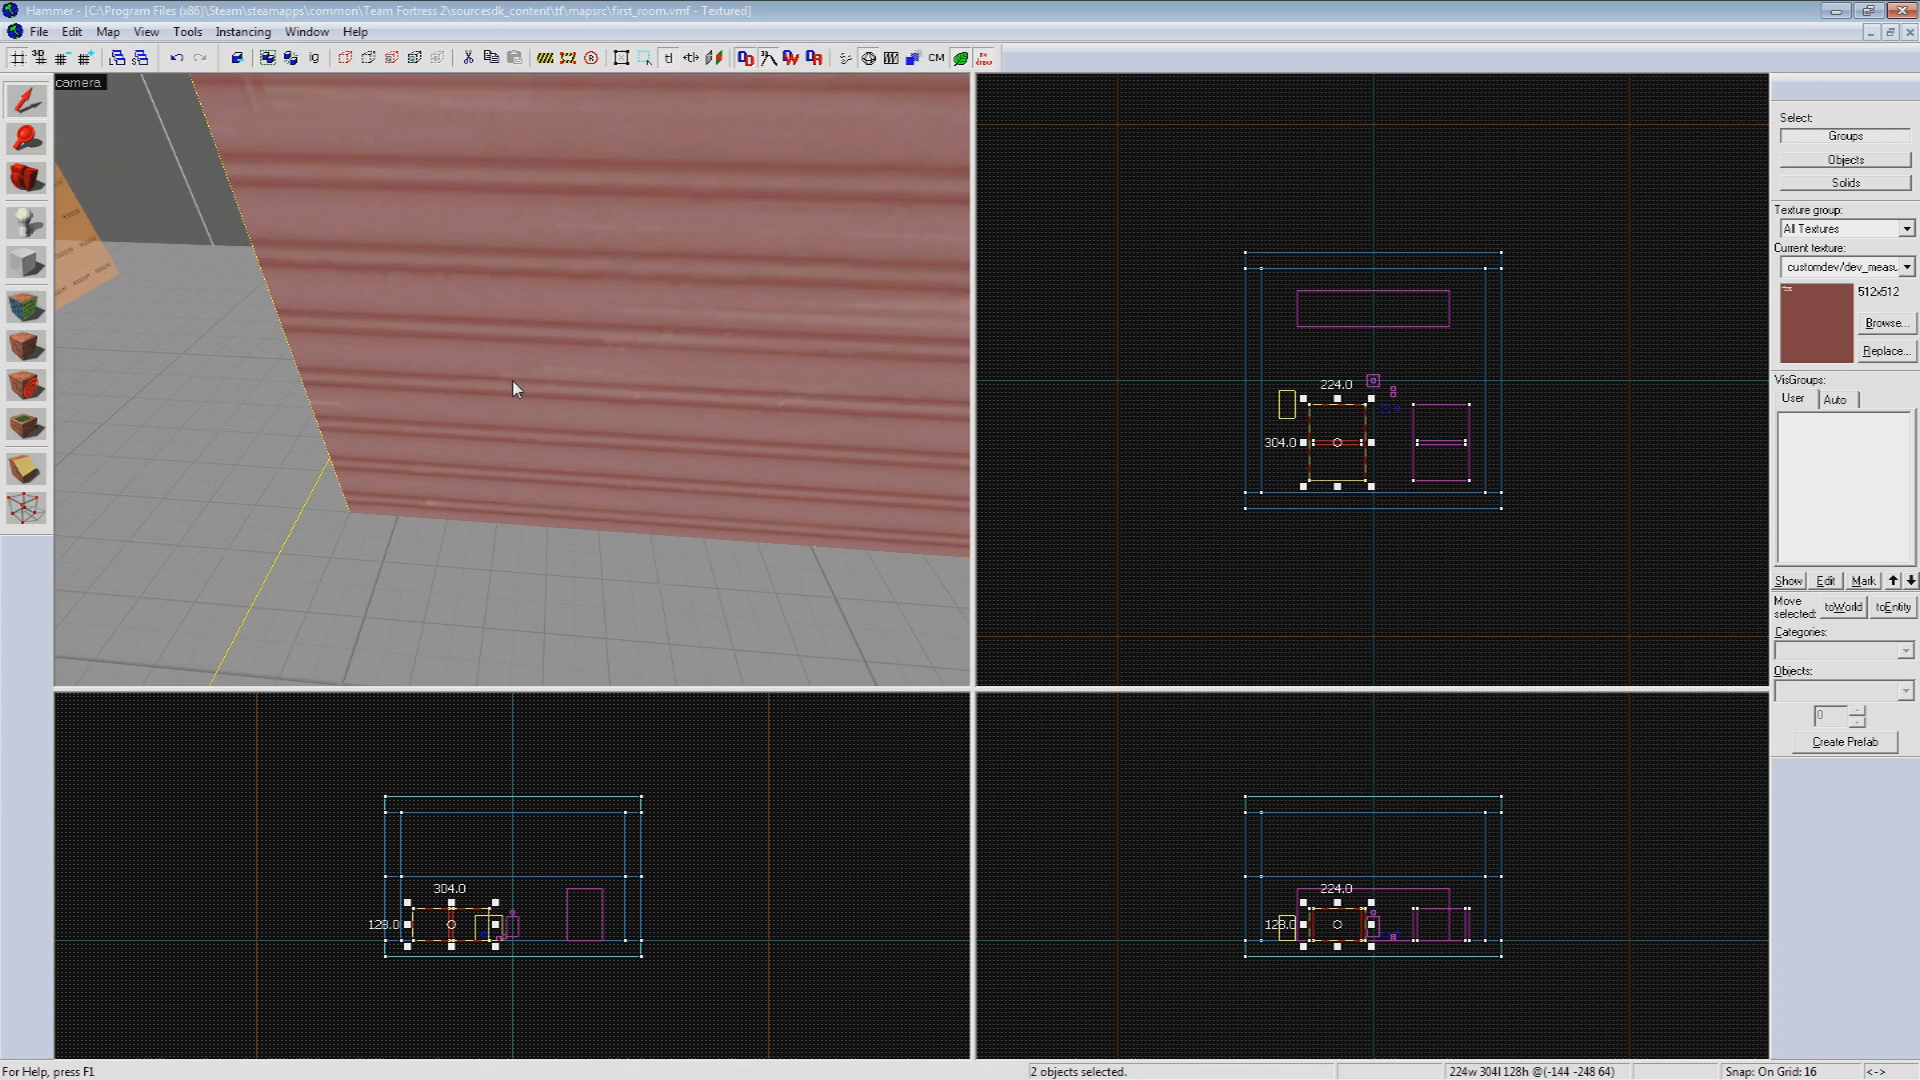 Hammer - [C:\Program Files (x86)\Steam\steamapps\common\Team Fortress 2\sourcesdk_content\tf\mapsrc\first_room.vmf - Textured]
File Edit Map View Tools Instancing Window Help
CM
camera
Select:
Groups
Objects
Solids
Texture group:
All Textures
Current texture:
customdev/dev_measu
512x512
Browse...
Replace...
VisGroups:
User Auto
Show Edit Mark
Move selected: toWorld toEntity
Categories:
Objects:
0
Create Prefab
224.0
304.0
304.0
128.0
224.0
128.0
For Help, press F1
2 objects selected.
224w 304l 128h @(-144 -248 64)
Snap: On Grid: 16
<->